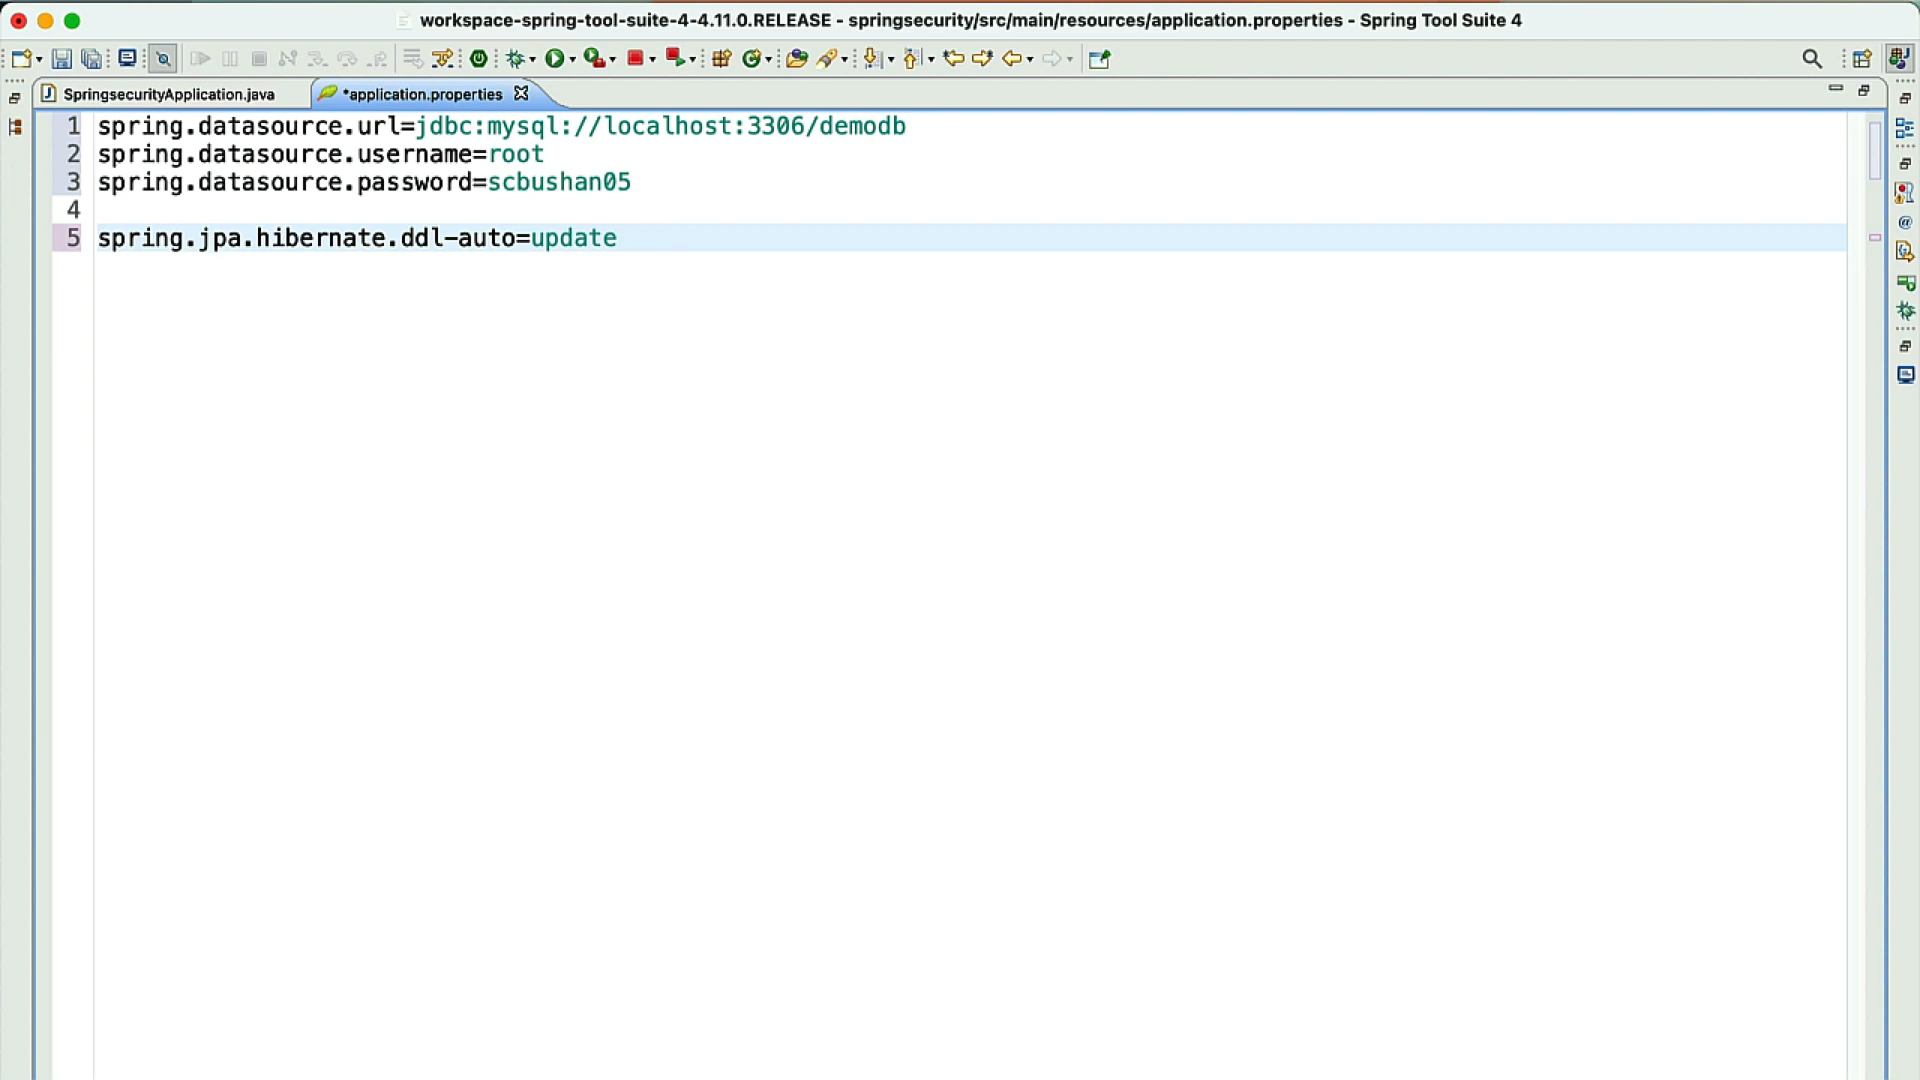 workspace-spring-tool-suite-4-4.11.0.RELEASE - springsecurity/src/main/resources/application.properties - Spring Tool Suite 4
SpringsecurityApplication.java
*application.properties
1 spring.datasource.url=jdbc:mysql://localhost:3306/demodb
2 spring.datasource.username=root
3 spring.datasource.password=scbushan05
4
5 spring.jpa.hibernate.ddl-auto=update